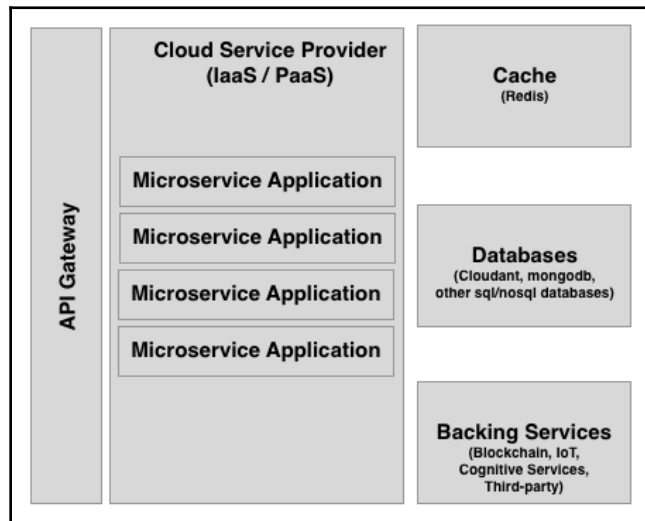 API Gateway
Cloud Service Provider
(IaaS / PaaS)
Microservice Application
Microservice Application
Microservice Application
Microservice Application
Cache
(Redis)
Databases
(Cloudant, mongodb,
other sql/nosql databases)
Backing Services
(Blockchain, IoT,
Cognitive Services,
Third-party)